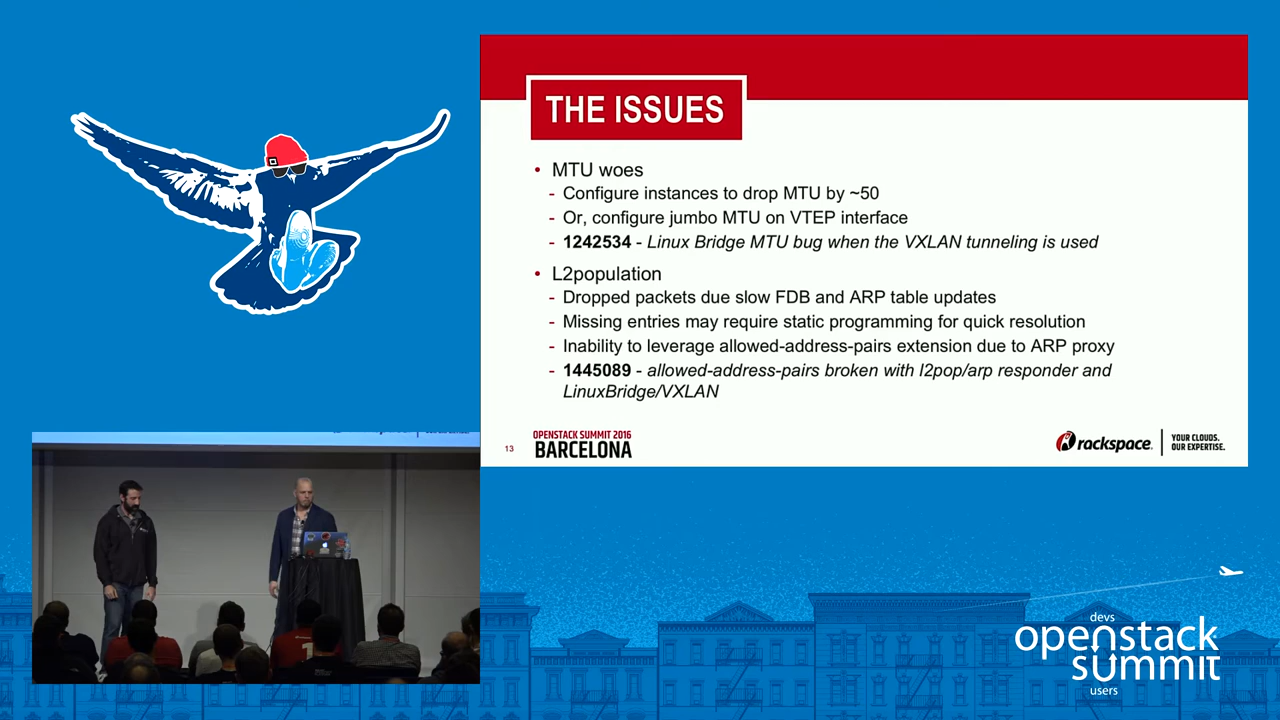 THE ISSUES
• MTU woes
- Configure instances to drop MTU by ~50
- Or, configure jumbo MTU on VTEP interface
- 1242534 - Linux Bridge MTU bug when the VXLAN tunneling is used
• L2population
- Dropped packets due slow FDB and ARP table updates
- Missing entries may require static programming for quick resolution
- Inability to leverage allowed-address-pairs extension due to ARP proxy
- 1445089 - allowed-address-pairs broken with l2pop/arp responder and
LinuxBridge/VXLAN
13
OPENSTACK SUMMIT 2016
BARCELONA
rackspace.
YOUR CLOUDS.
OUR EXPERTISE.
devs
openstack
summit
users